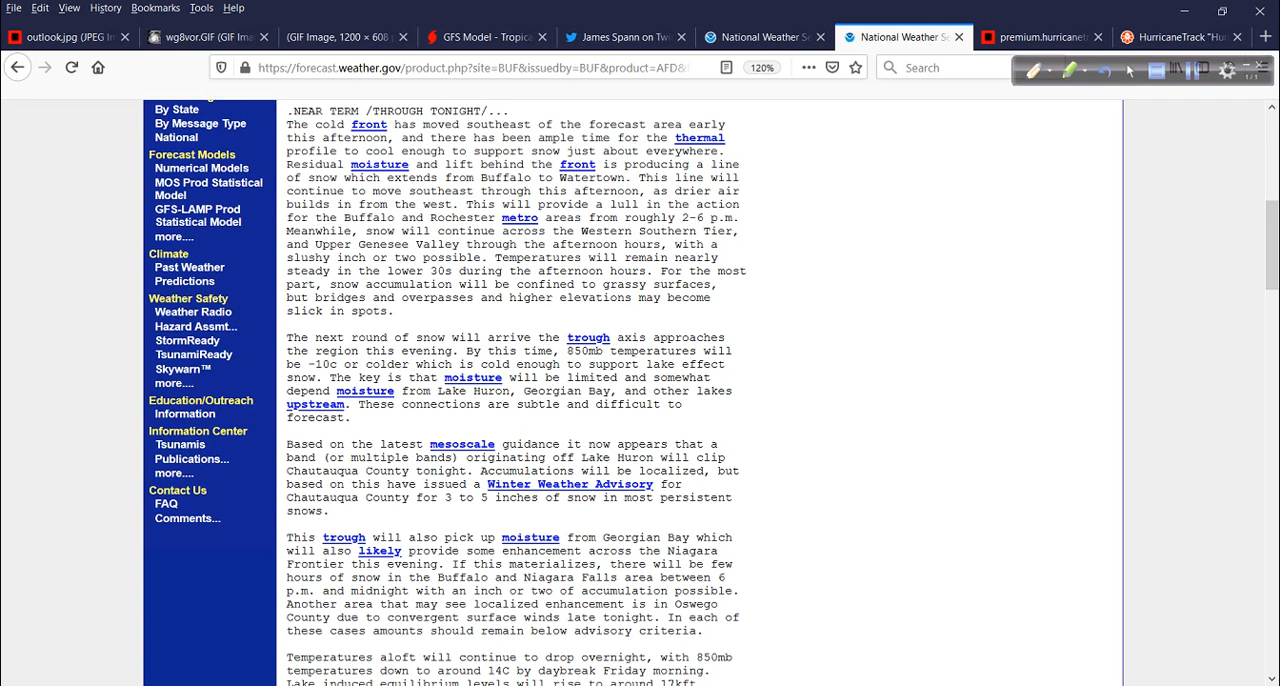 File Edit View History Bookmarks Tools Help
outlook.jpg (JPEG Im
wg8vor.GIF (GIF Ima
(GIF Image, 1200 × 608
GFS Model - Tropica
James Spann on Tw
National Weather Se
National Weather Se
premium.hurricanet
HurricaneTrack "Hu
https://forecast.weather.gov/product.php?site=BUF&issuedby=BUF&product=AFD&
120%
Search
1/1
By State
By Message Type
National
Forecast Models
Numerical Models
MOS Prod Statistical
Model
GFS-LAMP Prod
Statistical Model
more....
Climate
Past Weather
Predictions
Weather Safety
Weather Radio
Hazard Assmt...
StormReady
TsunamiReady
Skywarn™
more....
Education/Outreach
Information
Information Center
Tsunamis
Publications...
more....
Contact Us
FAQ
Comments...
.NEAR TERM /THROUGH TONIGHT/...
The cold front has moved southeast of the forecast area early
this afternoon, and there has been ample time for the thermal
profile to cool enough to support snow just about everywhere.
Residual moisture and lift behind the front is producing a line
of snow which extends from Buffalo to Watertown. This line will
continue to move southeast through this afternoon, as drier air
builds in from the west. This will provide a lull in the action
for the Buffalo and Rochester metro areas from roughly 2-6 p.m.
Meanwhile, snow will continue across the Western Southern Tier,
and Upper Genesee Valley through the afternoon hours, with a
slushy inch or two possible. Temperatures will remain nearly
steady in the lower 30s during the afternoon hours. For the most
part, snow accumulation will be confined to grassy surfaces,
but bridges and overpasses and higher elevations may become
slick in spots.
The next round of snow will arrive the trough axis approaches
the region this evening. By this time, 850mb temperatures will
be -10c or colder which is cold enough to support lake effect
snow. The key is that moisture will be limited and somewhat
depend moisture from Lake Huron, Georgian Bay, and other lakes
upstream. These connections are subtle and difficult to
forecast.
Based on the latest mesoscale guidance it now appears that a
band (or multiple bands) originating off Lake Huron will clip
Chautauqua County tonight. Accumulations will be localized, but
based on this have issued a Winter Weather Advisory for
Chautauqua County for 3 to 5 inches of snow in most persistent
snows.
This trough will also pick up moisture from Georgian Bay which
will also likely provide some enhancement across the Niagara
Frontier this evening. If this materializes, there will be few
hours of snow in the Buffalo and Niagara Falls area between 6
p.m. and midnight with an inch or two of accumulation possible.
Another area that may see localized enhancement is in Oswego
County due to convergent surface winds late tonight. In each of
these cases amounts should remain below advisory criteria.
Temperatures aloft will continue to drop overnight, with 850mb
temperatures down to around 14C by daybreak Friday morning.
Lake induced equilibrium levels will rise to around 17kft